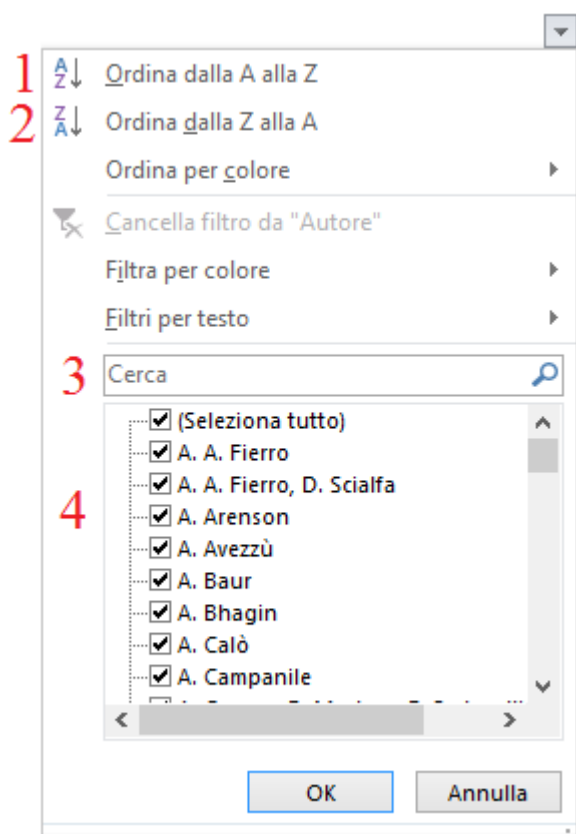 1 Ordina dalla A alla Z
2 Ordina dalla Z alla A
Ordina per colore
Cancella filtro da "Autore"
Filtra per colore
Filtri per testo
3 Cerca
(Seleziona tutto)
A. A. Fierro
A. A. Fierro, D. Scialfa
4 A. Arenson
A. Avezzù
A. Baur
A. Bhagin
A. Calò
A. Campanile
OK Annulla